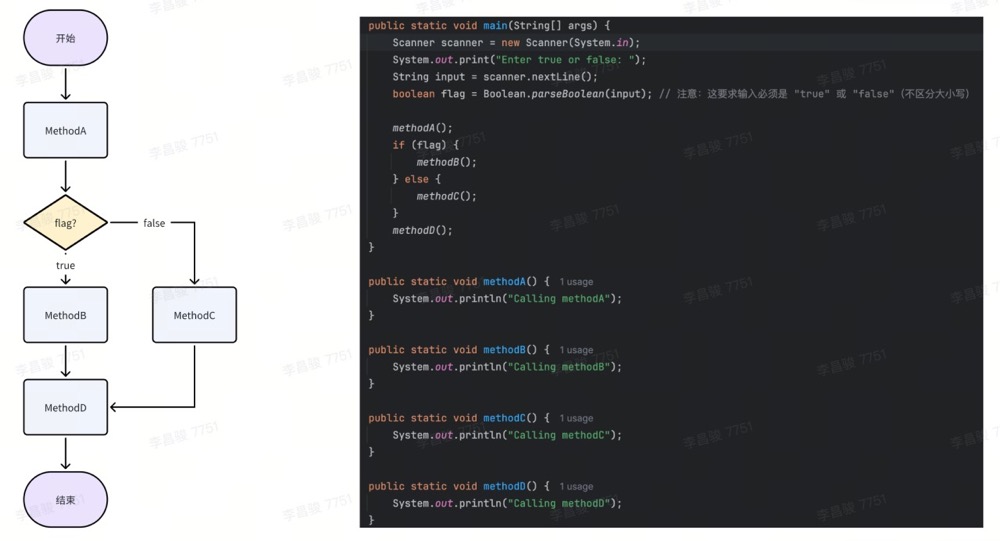 开始
MethodA
flag?
false
true
MethodB
MethodC
MethodD
结束
public static void main(String[] args) {
Scanner scanner = new Scanner(System.in);
System.out.print("Enter true or false: ");
String input = scanner.nextLine();
boolean flag = Boolean.parseBoolean(input); // 注意：这要求输入必须是 "true" 或 "false"（不区分大小写）
methodA();
if (flag) {
methodB();
} else {
methodC();
}
methodD();
}
public static void methodA() { 1 usage
System.out.println("Calling methodA");
}
public static void methodB() { 1 usage
System.out.println("Calling methodB");
}
public static void methodC() { 1 usage
System.out.println("Calling methodC");
}
public static void methodD() { 1 usage
System.out.println("Calling methodD");
}
李昌骏 7751